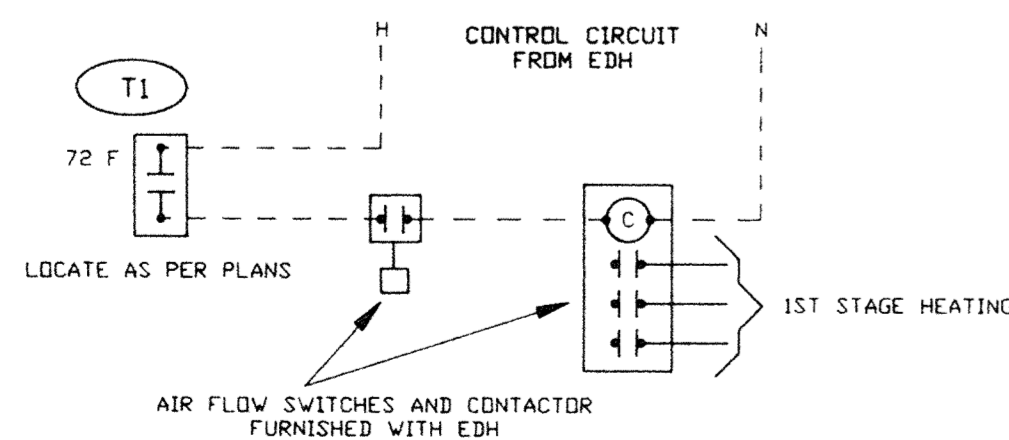 H
CONTROL CIRCUIT
FROM EDH
N
T1
72 F
C
LOCATE AS PER PLANS
1ST STAGE HEATING
AIR FLOW SWITCHES AND CONTACTOR
FURNISHED WITH EDH